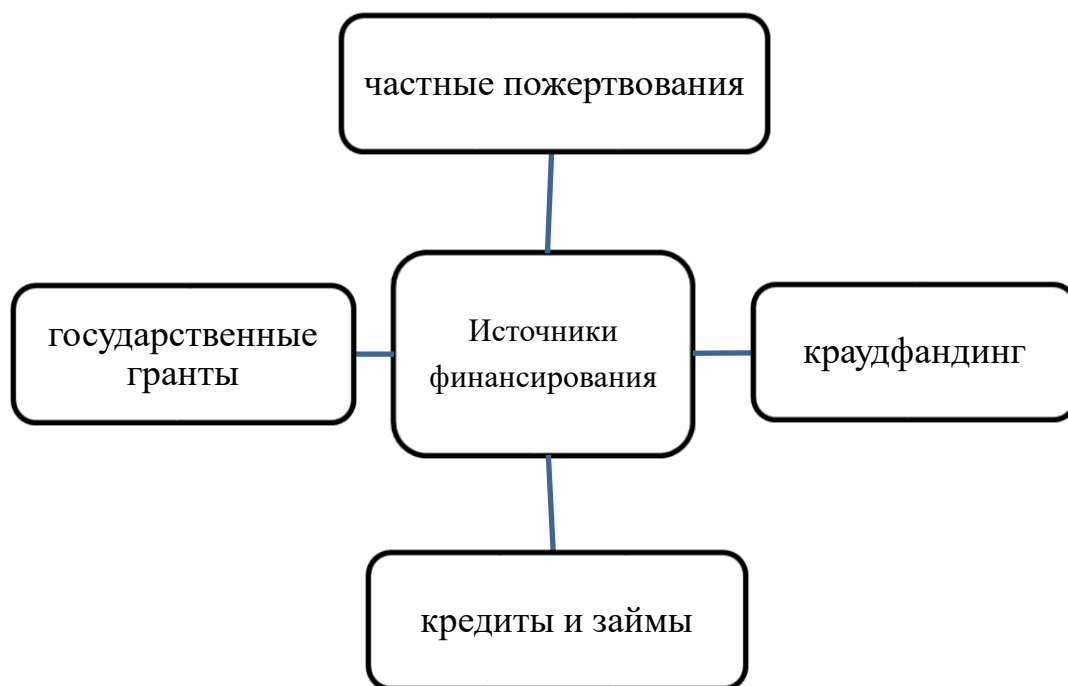 частные пожертвования
государственные
гранты
Источники
финансирования
краудфандинг
кредиты и займы